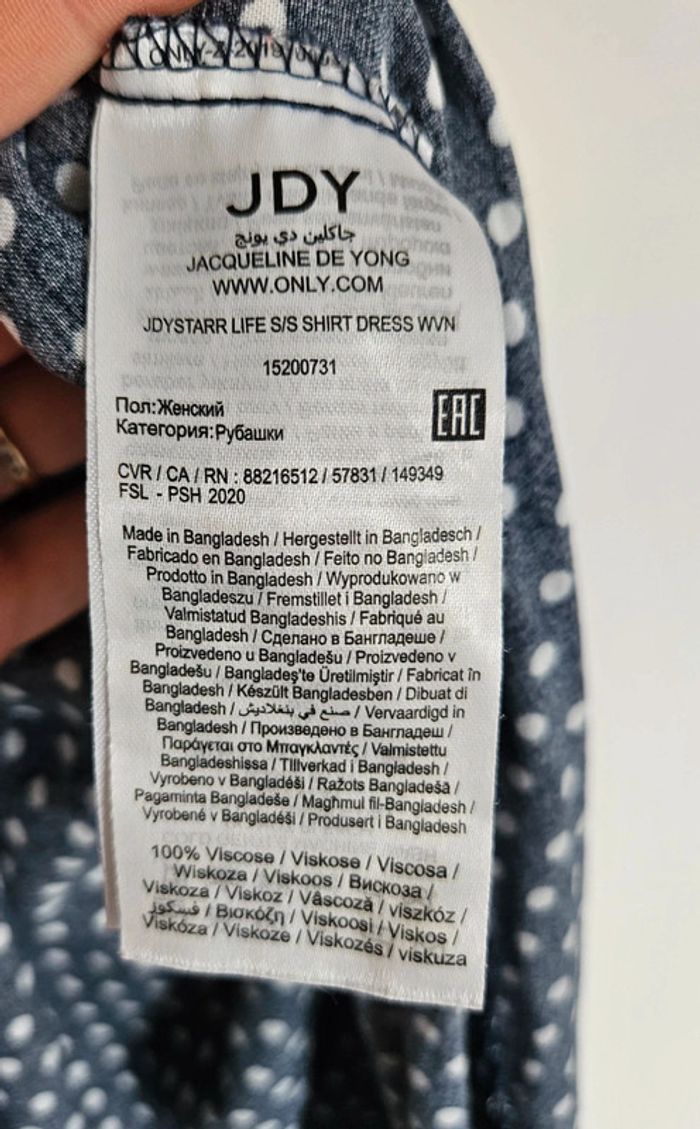 JDY
جاكلين دي يونج
JACQUELINE DE YONG
WWW.ONLY.COM
JDYSTARR LIFE S/S SHIRT DRESS WVN
15200731
Пол:Женский
Категория:Рубашки
EAC
CVR / CA / RN : 88216512 / 57831 / 149349
FSL - PSH 2020
Made in Bangladesh / Hergestellt in Bangladesch /
Fabricado en Bangladesh / Feito no Bangladesh /
Prodotto in Bangladesh / Wyprodukowano w
Bangladeszu / Fremstillet i Bangladesh /
Valmistatud Bangladeshis / Fabriqué au
Bangladesh / Сделано в Бангладеше /
Proizvedeno u Bangladešu / Proizvedeno v
Bangladešu / Bangladeş'te Üretilmiştir / Fabricat în
Bangladesh / Készült Bangladesben / Dibuat di
Bangladesh / صنع في بنغلاديش / Vervaardigd in
Bangladesh / Произведено в Бангладеш /
Παράγεται στο Μπαγκλαντές / Valmistettu
Bangladeshissa / Tillverkad i Bangladesh /
Vyrobeno v Bangladéši / Ražots Bangladešā /
Pagaminta Bangladeše / Magħmul fil-Bangladesh /
Vyrobené v Bangladéši / Produsert i Bangladesh
100% Viscose / Viskose / Viscosa /
Wiskoza / Viskoos / Вискоза /
Viskoza / Viskoz / Vâscoză / viszkóz /
فسكوز / Βισκόζη / Viskoosi / Viskos /
Viskóza / Viskoze / Viskozės / viskuza